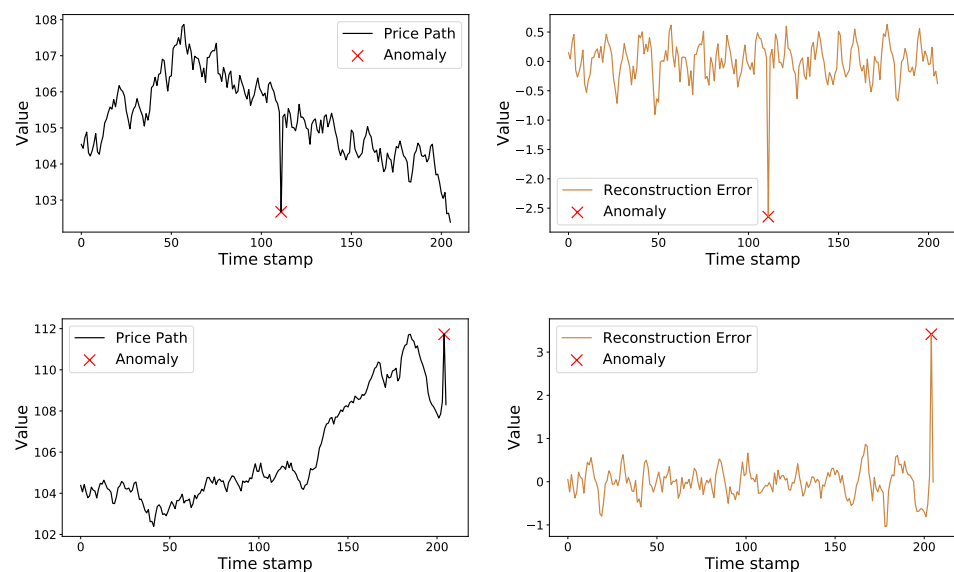 Price Path
Anomaly
108
107
106
105
104
103
0
50
100
150
200
Value
Time stamp
Reconstruction Error
Anomaly
0.5
0.0
−0.5
−1.0
−1.5
−2.0
−2.5
0
50
100
150
200
Value
Time stamp
Price Path
Anomaly
112
110
108
106
104
102
0
50
100
150
200
Value
Time stamp
Reconstruction Error
Anomaly
3
2
1
0
−1
0
50
100
150
200
Value
Time stamp